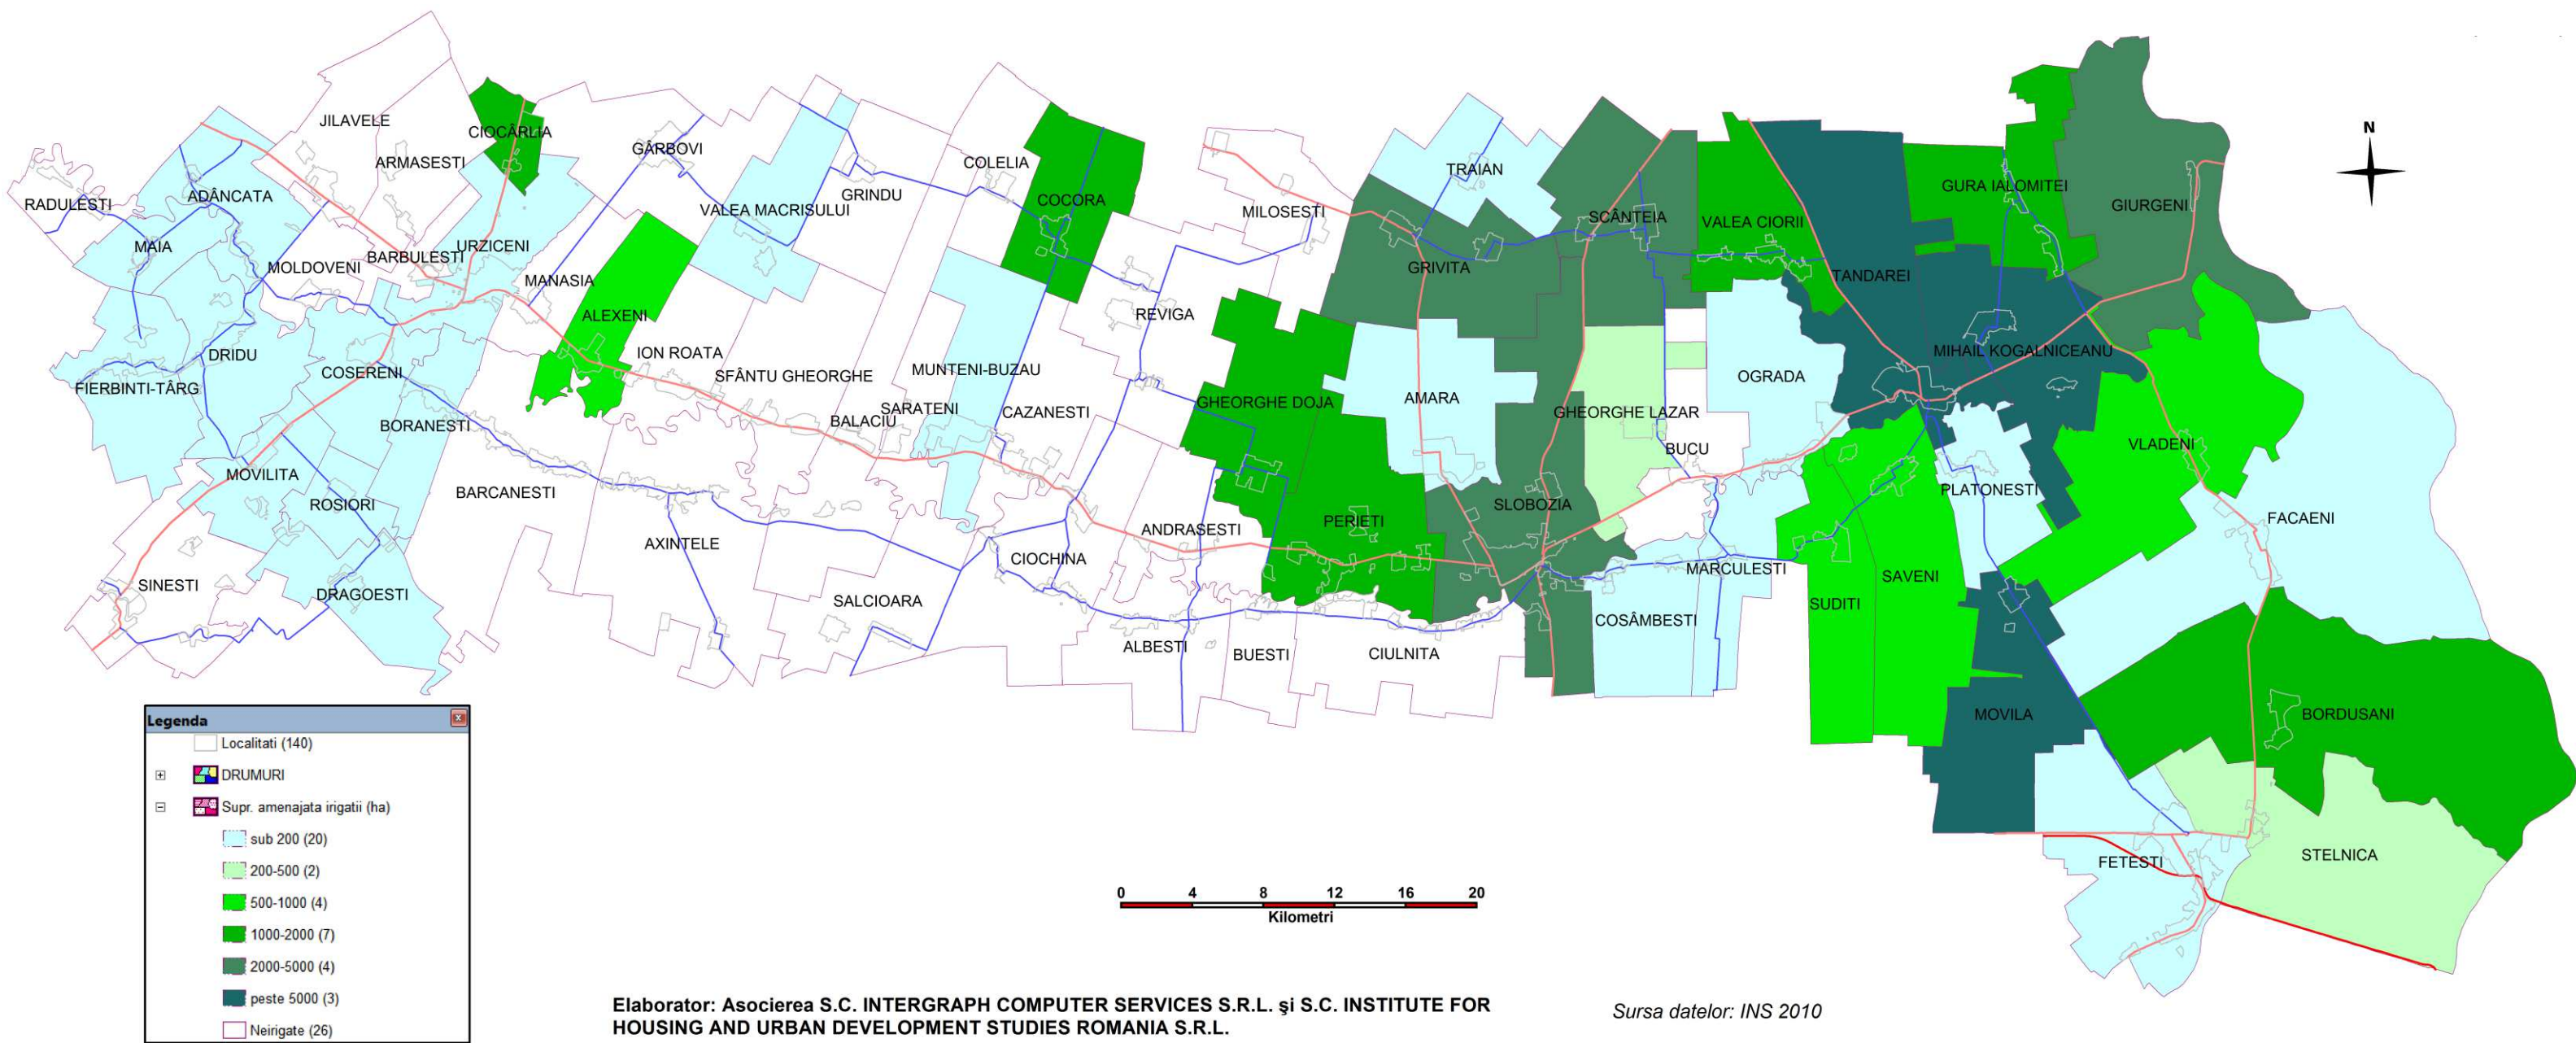 JILAVELE
CIOCÂRLIA
ARMASESTI
GÂRBOVI
COLELIA
TRAIAN
RADULESTI
ADÂNCATA
VALEA MACRISULUI
GRINDU
COCORA
MILOSESTI
SCÂNTEIA
VALEA CIORII
GURA IALOMITEI
GIURGENI
N
MAIA
MOLDOVENI
BARBULESTI
URZICENI
MANASIA
GRIVITA
TANDAREI
ALEXENI
REVIGA
DRIDU
ION ROATA
FIERBINTI-TÂRG
COSERENI
SFÂNTU GHEORGHE
MUNTENI-BUZAU
MIHAIL KOGALNICEANU
OGRADA
BORANESTI
BALACIU
SARATENI
CAZANESTI
GHEORGHE DOJA
AMARA
GHEORGHE LAZAR
BUCU
VLADENI
MOVILITA
ROSIORI
BARCANESTI
PLATONESTI
ANDRASESTI
PERIETI
SLOBOZIA
FACAENI
AXINTELE
CIOCHINA
MARCULESTI
SAVENI
SINESTI
DRAGOESTI
SALCIOARA
SUDITI
COSÂMBESTI
ALBESTI
BUESTI
CIULNITA
MOVILA
BORDUSANI
FETESTI
STELNICA
Legenda
Localitati (140)
DRUMURI
Supr. amenajata irigatii (ha)
sub 200 (20)
200-500 (2)
500-1000 (4)
1000-2000 (7)
2000-5000 (4)
peste 5000 (3)
Neirigate (26)
0 4 8 12 16 20
Kilometri
Elaborator: Asocierea S.C. INTERGRAPH COMPUTER SERVICES S.R.L. şi S.C. INSTITUTE FOR
HOUSING AND URBAN DEVELOPMENT STUDIES ROMANIA S.R.L.
Sursa datelor: INS 2010